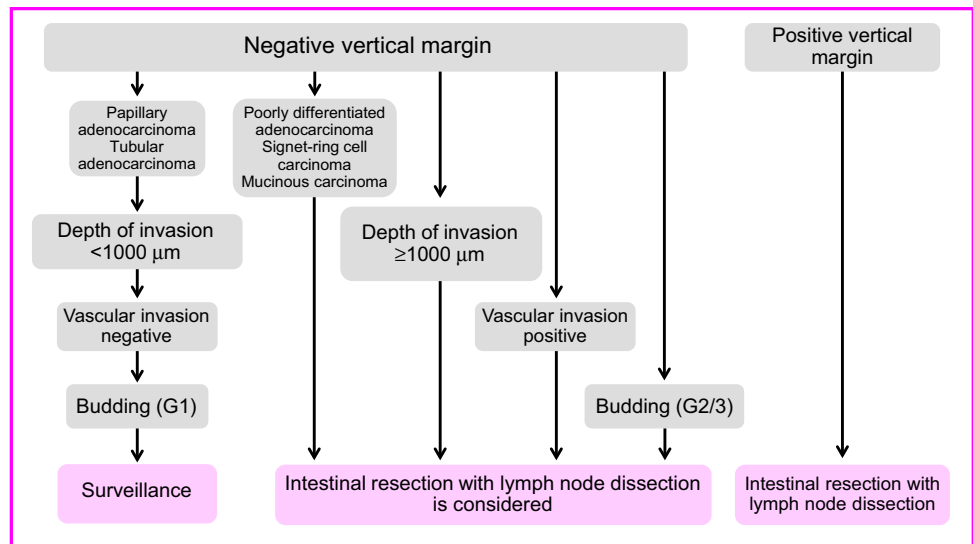 Negative vertical margin
Positive vertical
margin
Papillary
adenocarcinoma
Tubular
adenocarcinoma
Poorly differentiated
adenocarcinoma
Signet-ring cell
carcinoma
Mucinous carcinoma
Depth of invasion
<1000 μm
Depth of invasion
≥1000 μm
Vascular invasion
negative
Vascular invasion
positive
Budding (G1)
Budding (G2/3)
Surveillance
Intestinal resection with lymph node dissection
is considered
Intestinal resection with
lymph node dissection